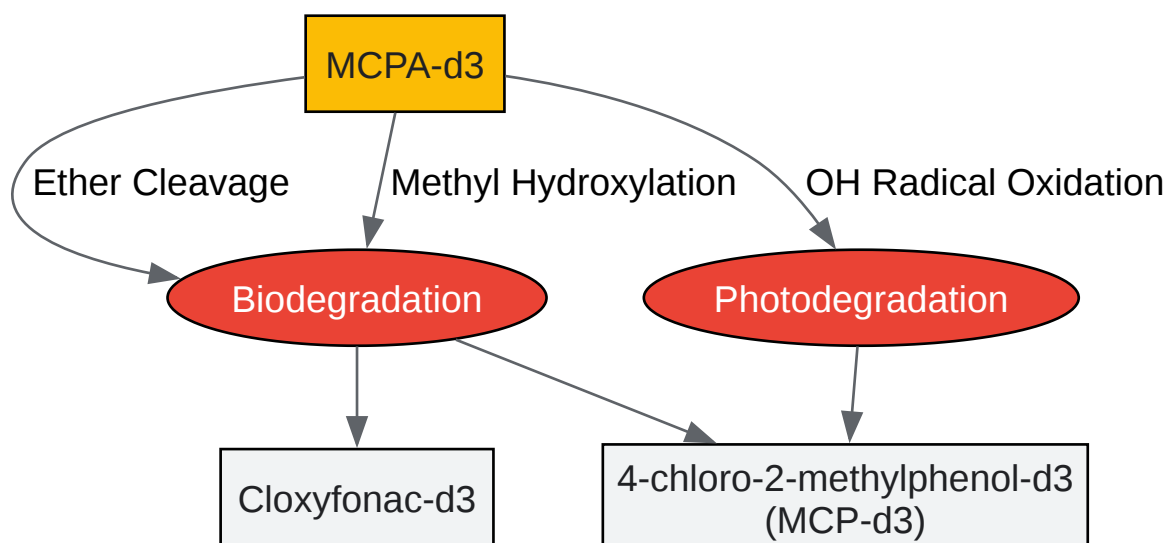 MCPA-d3
Ether Cleavage
Methyl Hydroxylation
OH Radical Oxidation
Biodegradation
Photodegradation
Cloxyfonac-d3
4-chloro-2-methylphenol-d3
(MCP-d3)